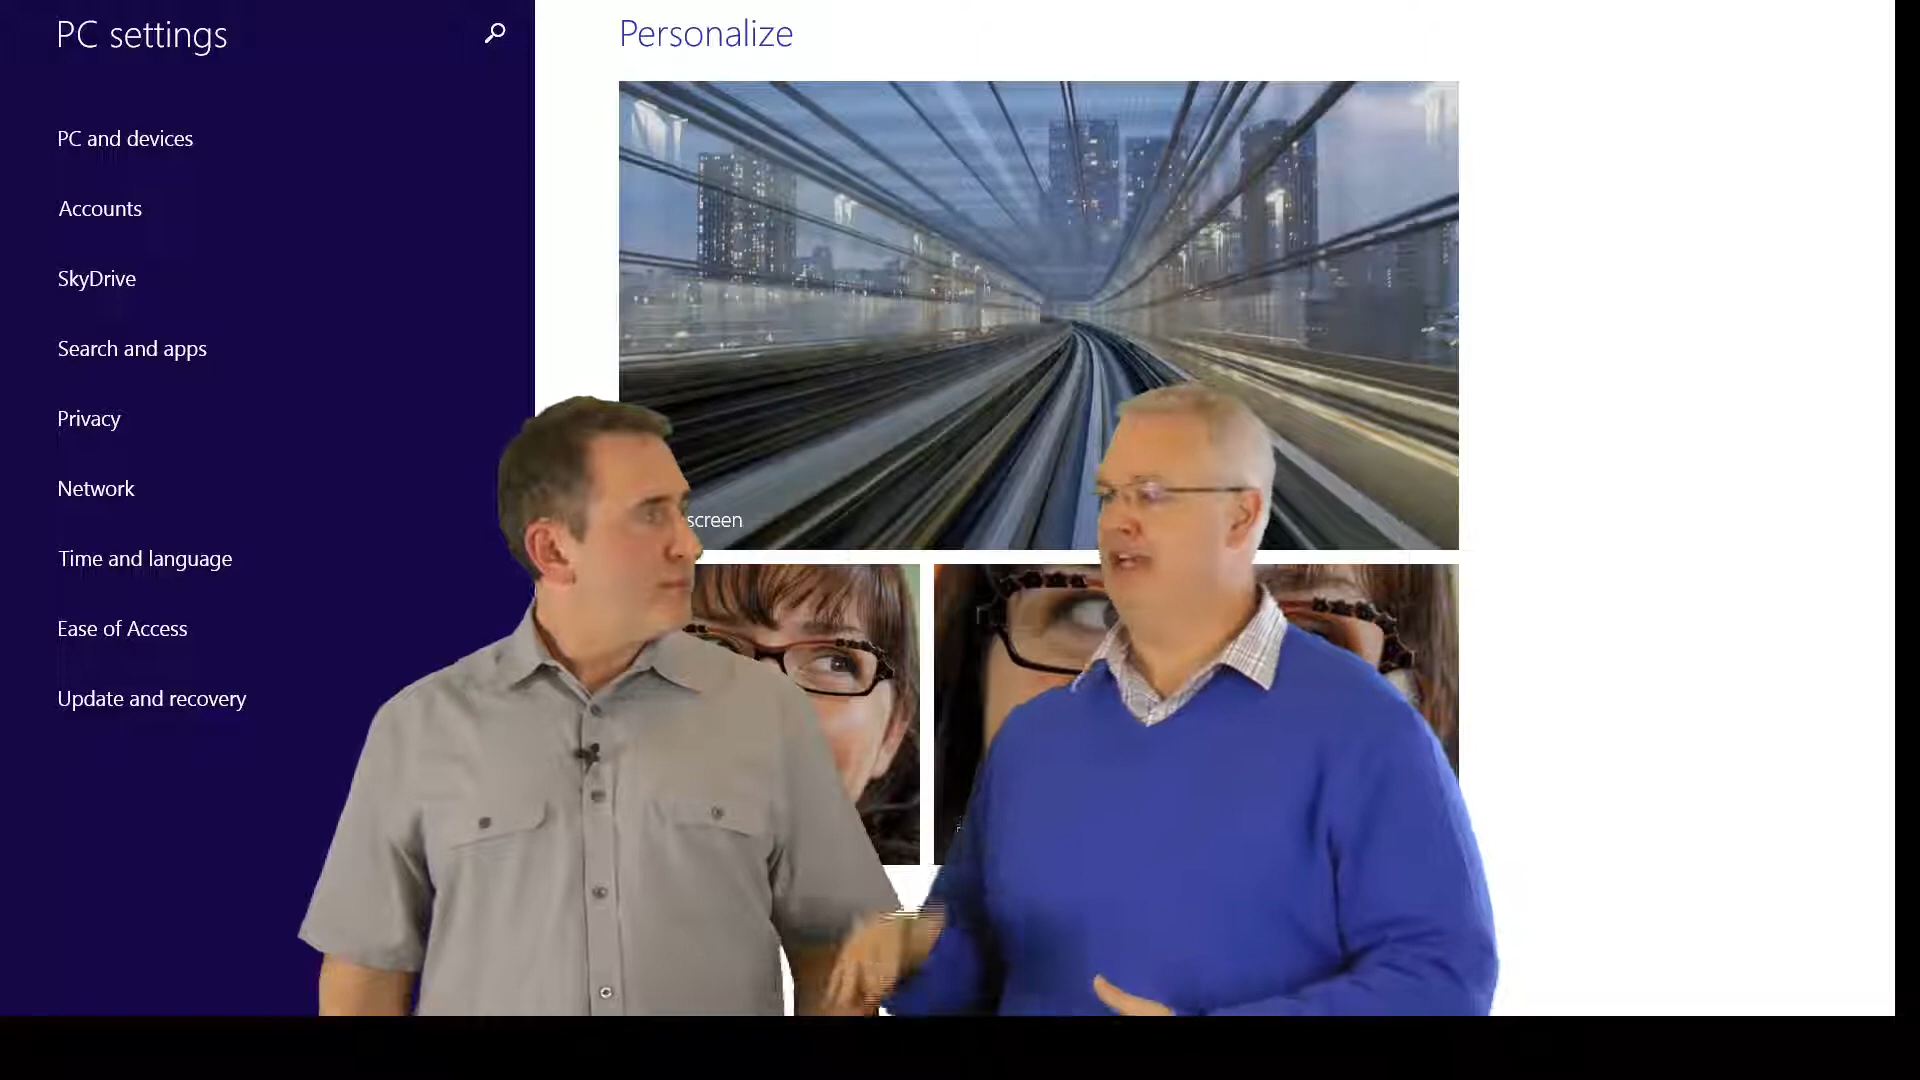 PC settings
Personalize
PC and devices
Accounts
SkyDrive
Search and apps
Privacy
Network
Time and language
Ease of Access
Update and recovery
screen